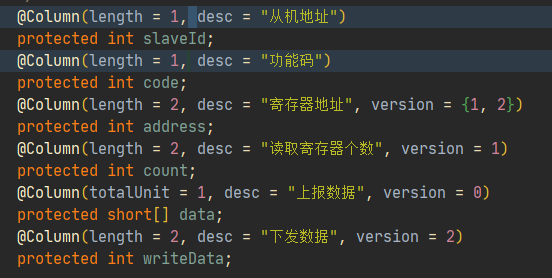 @Column(length = 1, desc = "从机地址")
protected int slaveId;
@Column(length = 1, desc = "功能码")
protected int code;
@Column(length = 2, desc = "寄存器地址", version = {1, 2})
protected int address;
@Column(length = 2, desc = "读取寄存器个数", version = 1)
protected int count;
@Column(totalUnit = 1, desc = "上报数据", version = 0)
protected short[] data;
@Column(length = 2, desc = "下发数据", version = 2)
protected int writeData;